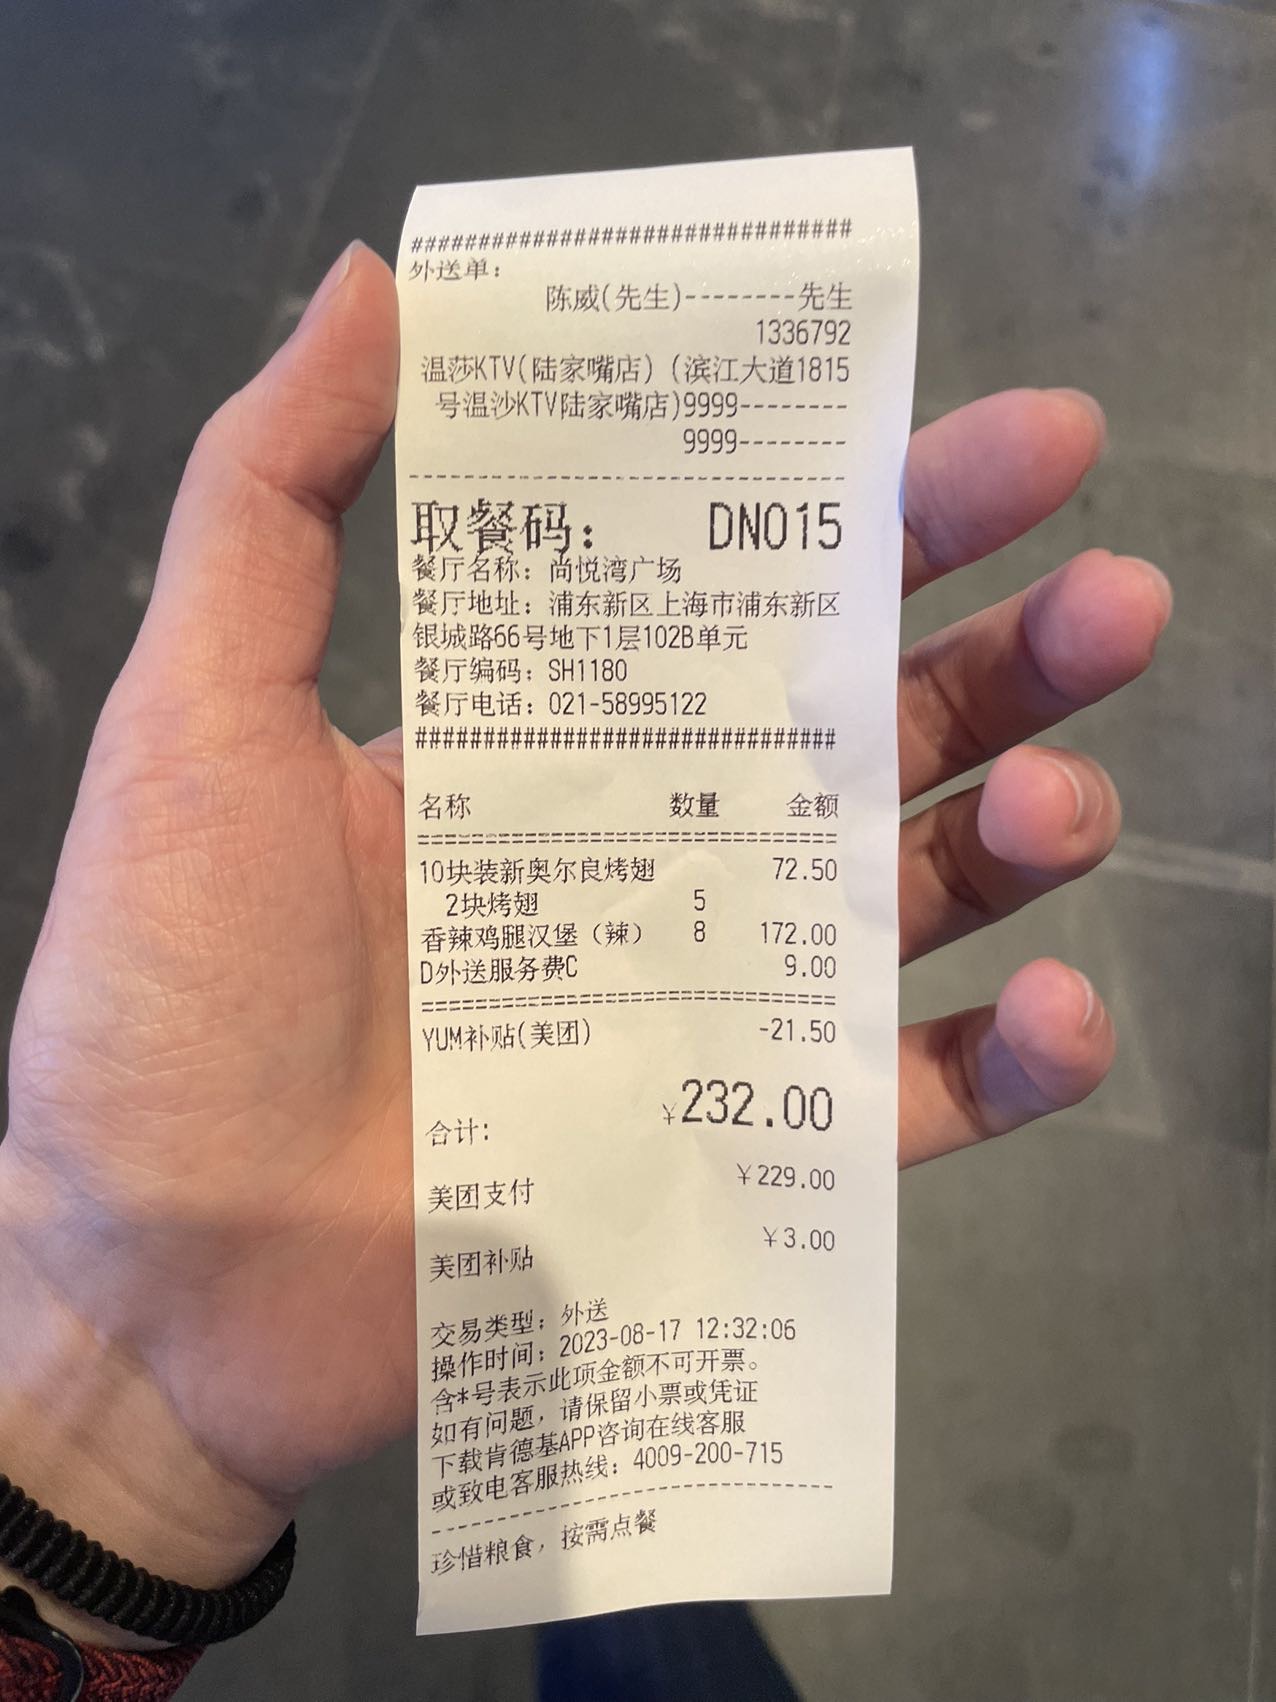 ################################
外送单：
陈威(先生)--------先生
1336792
温莎KTV(陆家嘴店) (滨江大道1815
号温沙KTV陆家嘴店)9999--------
9999--------
--------------------------------
取餐码： DN015
餐厅名称：尚悦湾广场
餐厅地址：浦东新区上海市浦东新区
银城路66号地下1层102B单元
餐厅编码：SH1180
餐厅电话：021-58995122
################################
名称 数量 金额
================================
10块装新奥尔良烤翅 72.50
2块烤翅 5
香辣鸡腿汉堡（辣） 8 172.00
D外送服务费C 9.00
================================
YUM补贴(美团) -21.50
合计: ¥232.00
美团支付 ¥229.00
美团补贴 ¥3.00
交易类型：外送
操作时间：2023-08-17 12:32:06
含*号表示此项金额不可开票。
如有问题，请保留小票或凭证
下载肯德基APP咨询在线客服
或致电客服热线：4009-200-715
--------------------------------
珍惜粮食，按需点餐